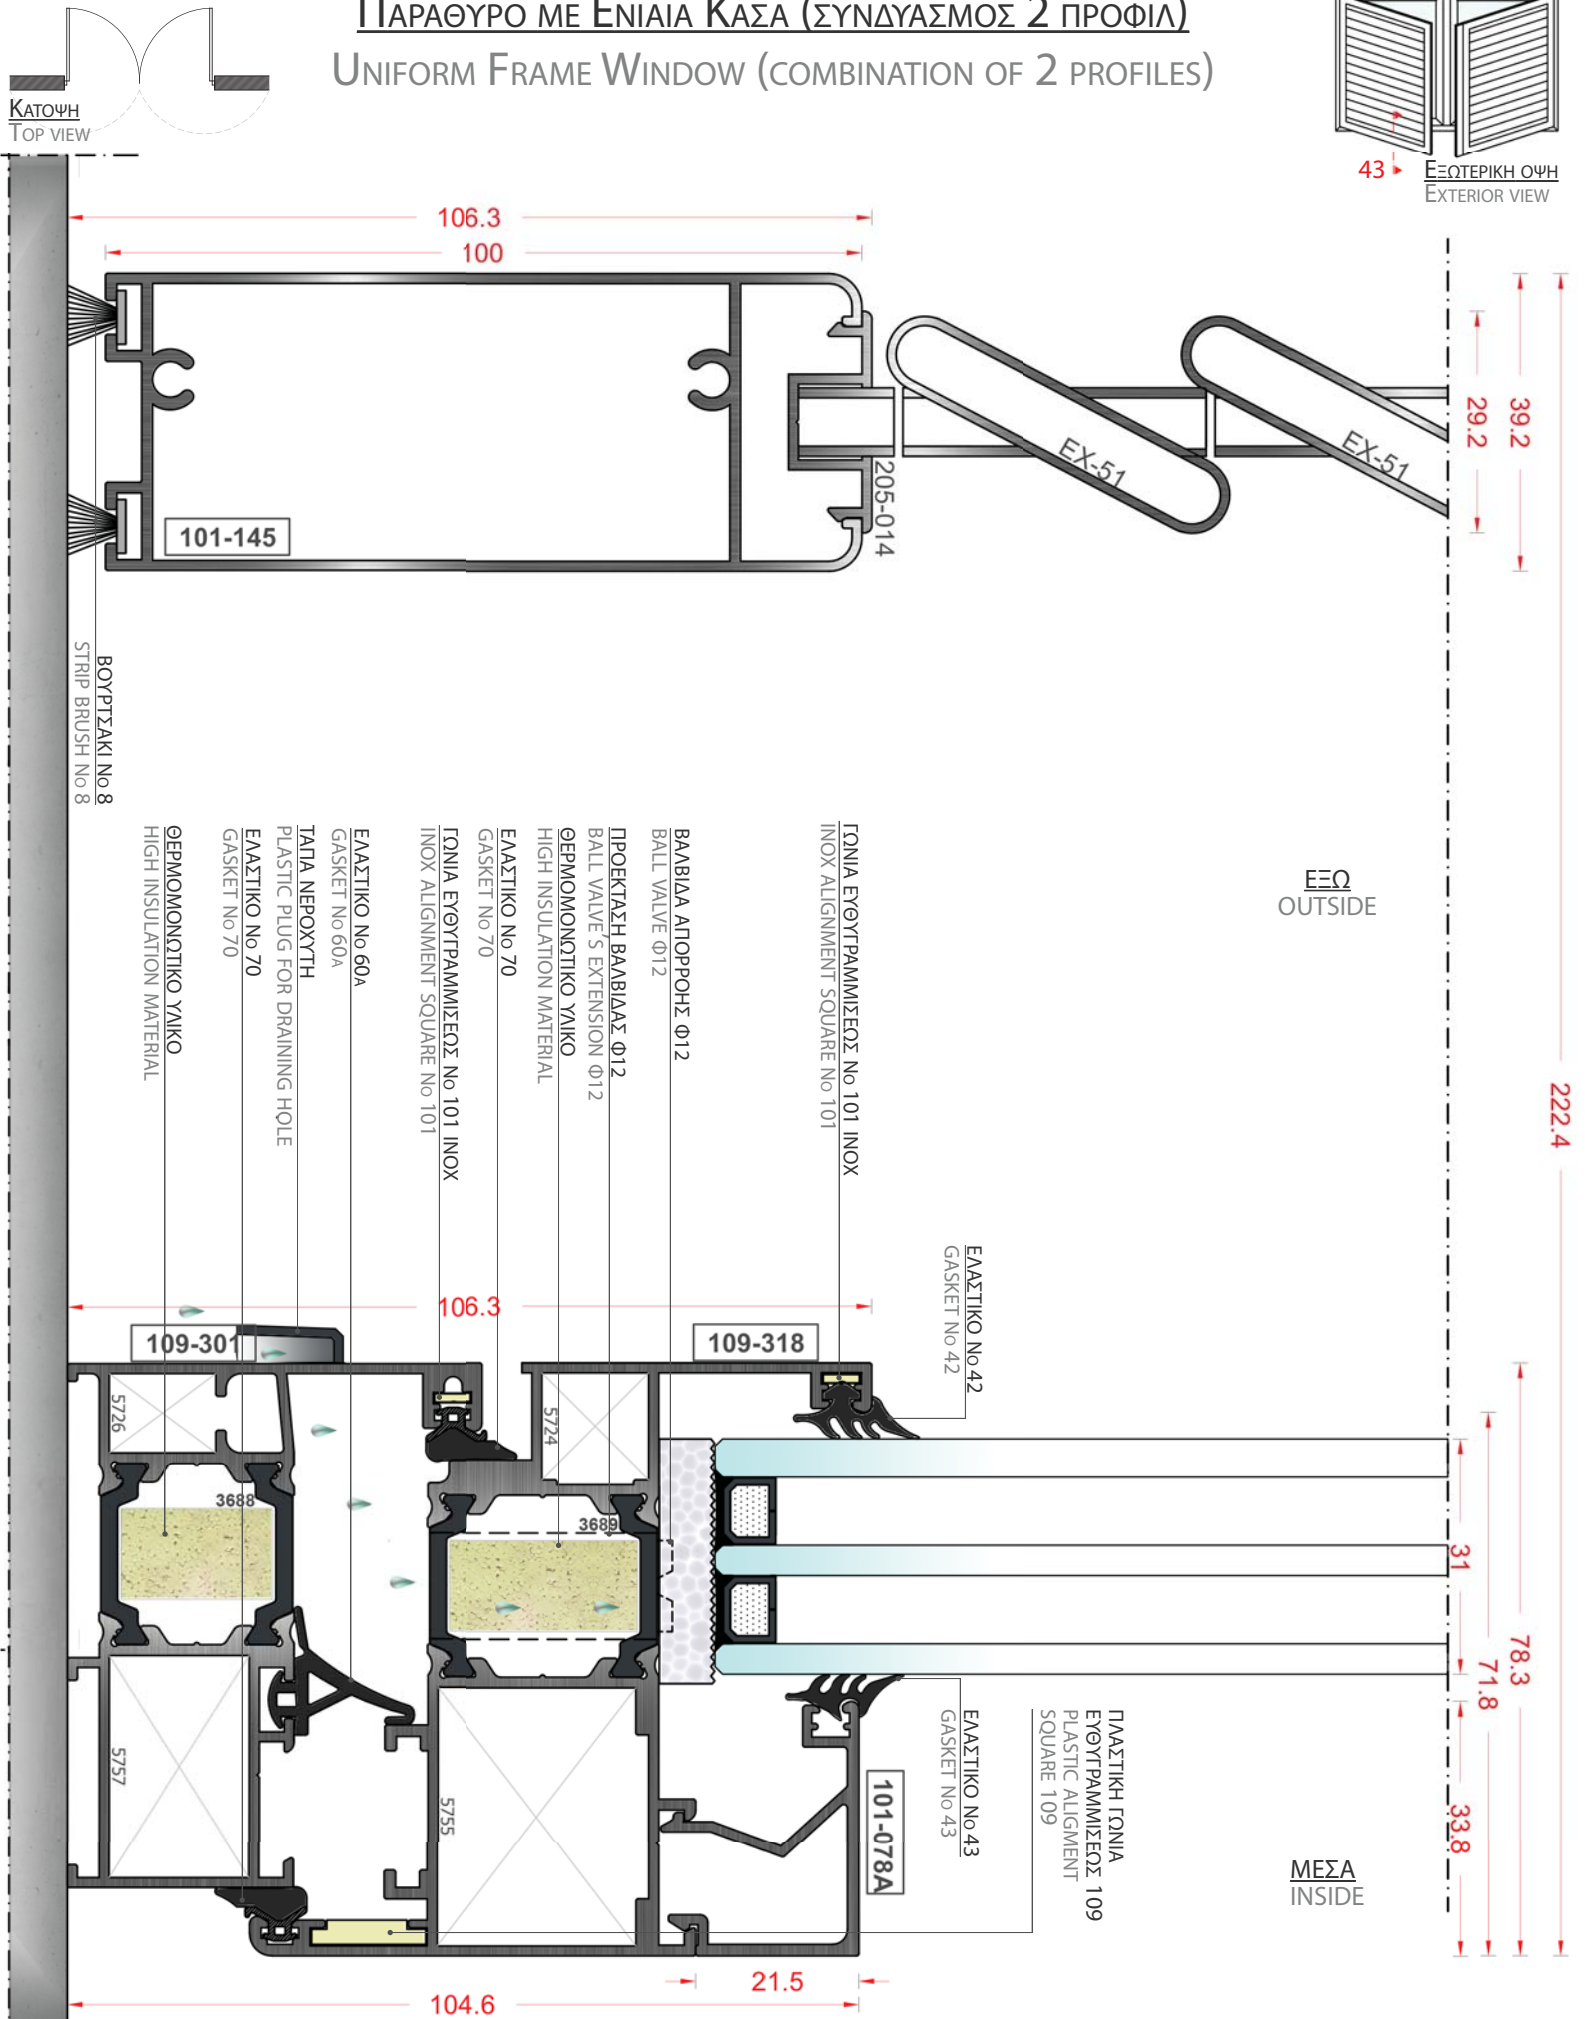 ΠΑΡΑΘΥΡΟ ΜΕ ΕΝΙΑΙΑ ΚΑΣΑ (ΣΥΝΔΥΑΣΜΟΣ 2 ΠΡΟΦΙΛ)
UNIFORM FRAME WINDOW (COMBINATION OF 2 PROFILES)
ΚΑΤΟΨΗ
TOP VIEW
43
ΕΞΩΤΕΡΙΚΗ ΟΨΗ
EXTERIOR VIEW
106.3
100
29.2
39.2
222.4
EX-51
EX-51
205-014
101-145
ΒΟΥΡΤΣΑΚΙ No 8
STRIP BRUSH No 8
ΘΕΡΜΟΜΟΝΩΤΙΚΟ ΥΛΙΚΟ
HIGH INSULATION MATERIAL
ΕΛΑΣΤΙΚΟ No 70
GASKET No 70
ΤΑΠΑ ΝΕΡΟΧΥΤΗ
PLASTIC PLUG FOR DRAINING HOLE
ΕΛΑΣΤΙΚΟ No 60A
GASKET No 60A
ΓΩΝΙΑ ΕΥΘΥΓΡΑΜΜΙΣΕΩΣ No 101 INOX
INOX ALIGNMENT SQUARE No 101
ΕΛΑΣΤΙΚΟ No 70
GASKET No 70
ΘΕΡΜΟΜΟΝΩΤΙΚΟ ΥΛΙΚΟ
HIGH INSULATION MATERIAL
ΠΡΟΕΚΤΑΣΗ ΒΑΛΒΙΔΑΣ Φ12
BALL VALVE'S EXTENSION Φ12
ΒΑΛΒΙΔΑ ΑΠΟΡΡΟΗΣ Φ12
BALL VALVE Φ12
ΓΩΝΙΑ ΕΥΘΥΓΡΑΜΜΙΣΕΩΣ No 101 INOX
INOX ALIGNMENT SQUARE No 101
ΕΞΩ
OUTSIDE
ΕΛΑΣΤΙΚΟ No 42
GASKET No 42
106.3
109-301
109-318
5726
5724
3688
3689
31
78.3
71.8
33.8
5757
5755
101-078A
ΕΛΑΣΤΙΚΟ No 43
GASKET No 43
ΠΛΑΣΤΙΚΗ ΓΩΝΙΑ
ΕΥΘΥΓΡΑΜΜΙΣΕΩΣ 109
PLASTIC ALIGMENT
SQUARE 109
ΜΕΣΑ
INSIDE
21.5
104.6